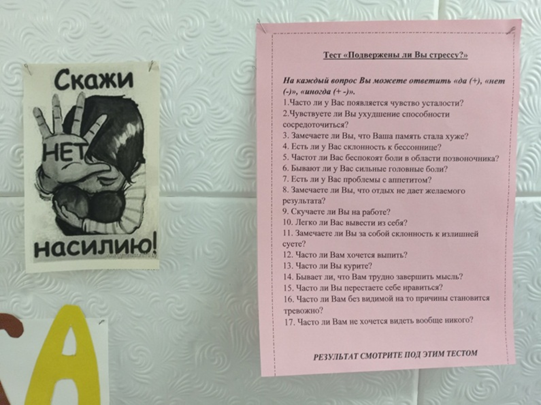 Скажи
НЕТ
насилию!
А
Тест «Подвержены ли Вы стрессу?»
На каждый вопрос Вы можете ответить «да (+), «нет
(-)», «иногда (+ -)».
1.Часто ли у Вас появляется чувство усталости?
2.Чувствуете ли Вы ухудшение способности
сосредоточиться?
3. Замечаете ли Вы, что Ваша память стала хуже?
4. Есть ли у Вас склонность к бессоннице?
5. Частот ли Вас беспокоят боли в области позвоночника?
6. Бывают ли у Вас сильные головные боли?
7. Есть ли у Вас проблемы с аппетитом?
8. Замечаете ли Вы, что отдых не дает желаемого
результата?
9. Скучаете ли Вы на работе?
10. Легко ли Вас вывести из себя?
11. Замечаете ли Вы за собой склонность к излишней
суете?
12. Часто ли Вам хочется выпить?
13. Часто ли Вы курите?
14. Бывает ли, что Вам трудно завершить мысль?
15. Часто ли Вы перестаете себе нравиться?
16. Часто ли Вам без видимой на то причины становится
тревожно?
17. Часто ли Вам не хочется видеть вообще никого?
РЕЗУЛЬТАТ СМОТРИТЕ ПОД ЭТИМ ТЕСТОМ